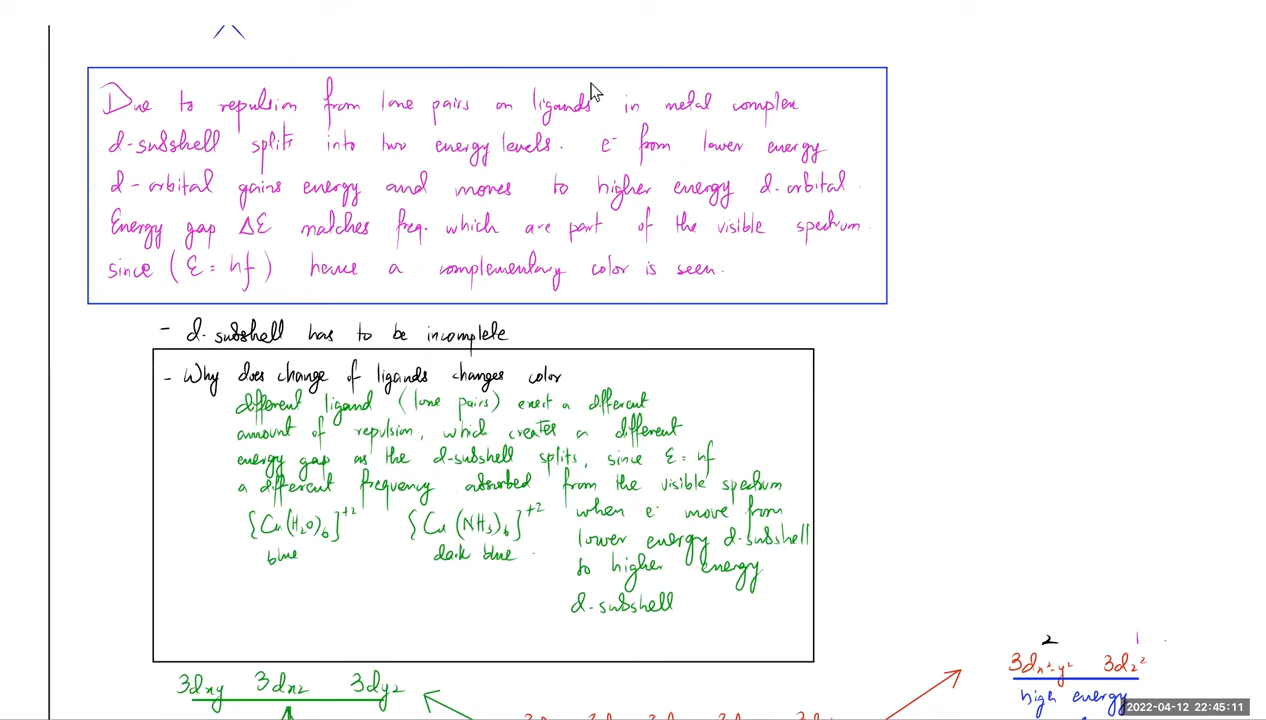 Due to repulsion from lone pairs on ligands in metal complex
d-subshell splits into two energy levels. e⁻ from lower energy
d-orbital gains energy and moves to higher energy d-orbital.
Energy gap ΔE matches freq. which are part of the visible spectrum.
since (E = hf) hence a complementary color is seen.
- d-subshell has to be incomplete
- Why does change of ligands changes color
different ligand (lone pairs) exert a different
amount of repulsion, which creates a different
energy gap as the d-subshell splits, since E = hf
a different frequency absorbed from the visible spectrum
when e⁻ move from
lower energy d-subshell
to higher energy
d-subshell
{Cu(H₂O)₆]⁺² {Cu(NH₃)₆]⁺²
blue dark blue
2 1
3dx²-y² 3dz²
high energy
3dxy 3dxz 3dyz
2022-04-12 22:45:11